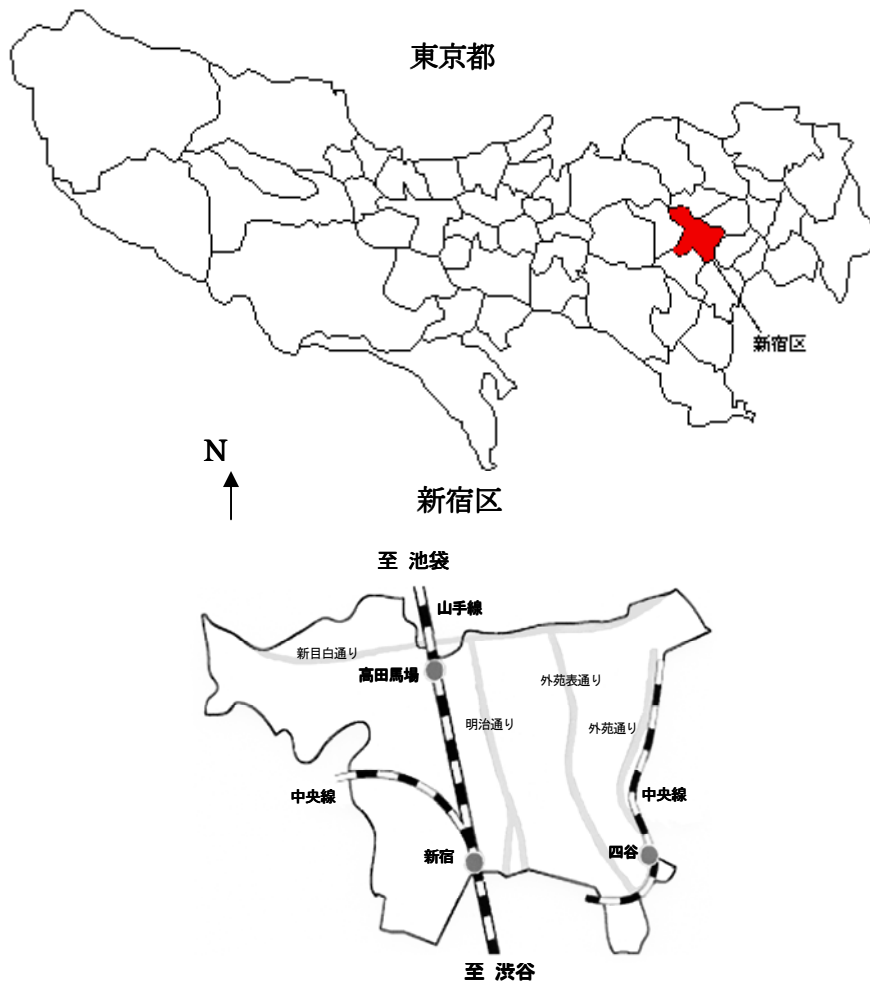 東京都
新宿区
N
新宿区
至 池袋
山手線
新目白通り
高田馬場
外苑表通り
明治通り
外苑通り
中央線
中央線
新宿
四谷
至 渋谷